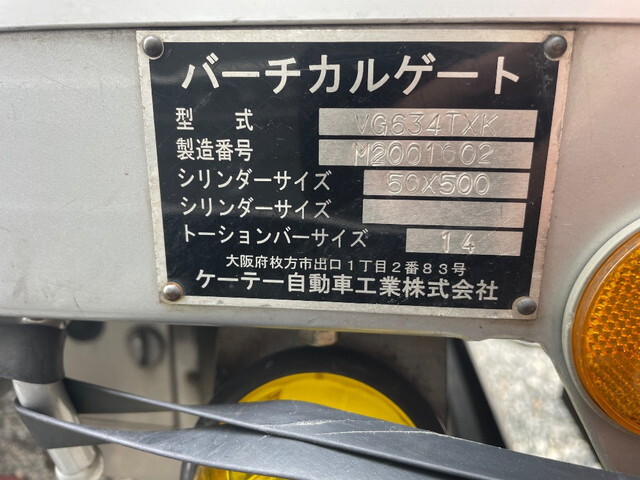 バーチカルゲート
型 式 VG634TXK
製造番号 M2001602
シリンダーサイズ 50X500
シリンダーサイズ
トーションバーサイズ 14
大阪府枚方市出口1丁目2番83号
ケーテー自動車工業株式会社